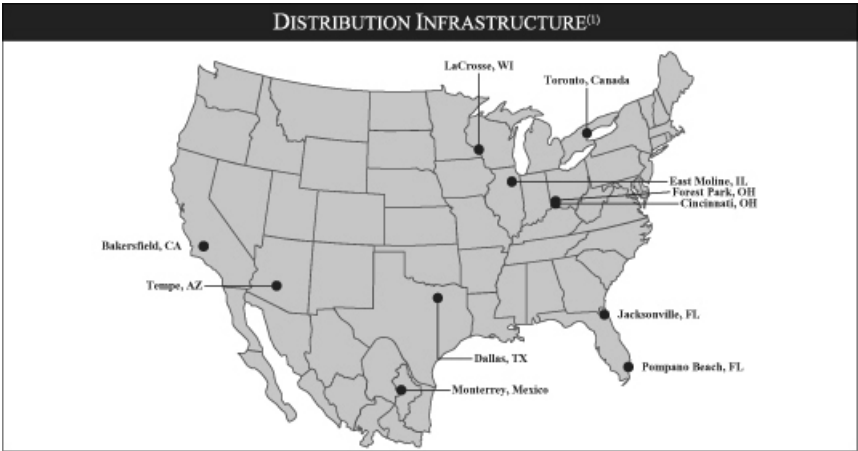 DISTRIBUTION INFRASTRUCTURE(1)
LaCrosse, WI
Toronto, Canada
East Moline, IL
Forest Park, OH
Cincinnati, OH
Bakersfield, CA
Tempe, AZ
Jacksonville, FL
Dallas, TX
Pompano Beach, FL
Monterrey, Mexico